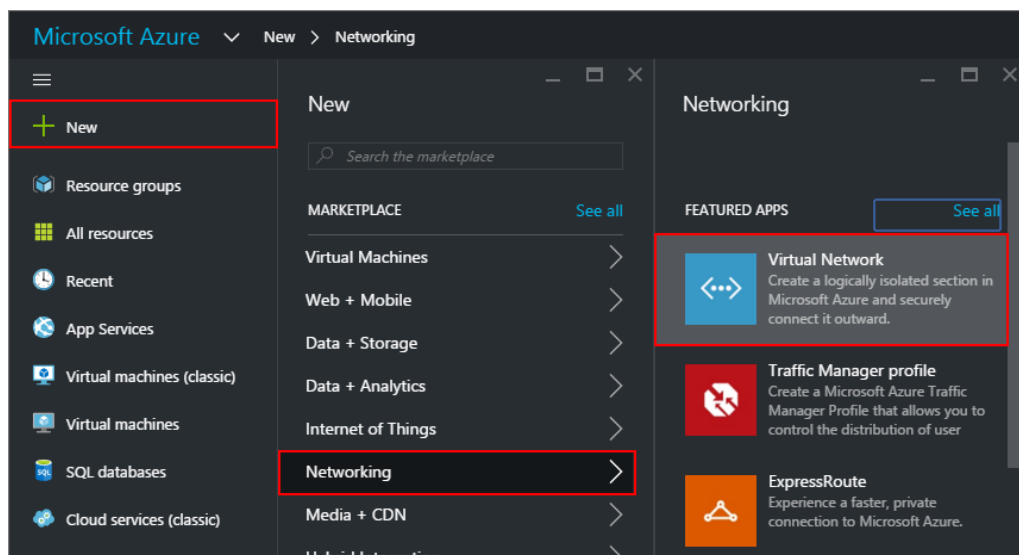 Microsoft Azure New > Networking
New
Resource groups
All resources
Recent
App Services
Virtual machines (classic)
Virtual machines
SQL
SQL databases
Cloud services (classic)
New
Search the marketplace
MARKETPLACE See all
Virtual Machines
Web + Mobile
Data + Storage
Data + Analytics
Internet of Things
Networking
Media + CDN
Networking
FEATURED APPS See all
Virtual Network
Create a logically isolated section in
Microsoft Azure and securely
connect it outward.
Traffic Manager profile
Create a Microsoft Azure Traffic
Manager Profile that allows you to
control the distribution of user
ExpressRoute
Experience a faster, private
connection to Microsoft Azure.